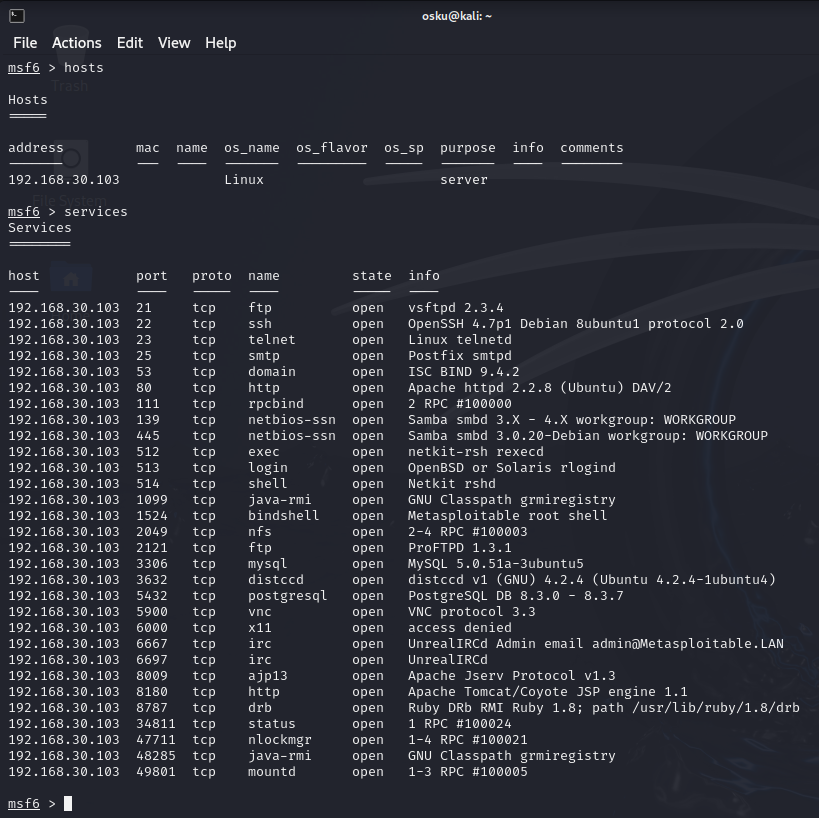 osku@kali: ~
File Actions Edit View Help
msf6 > hosts
Trash
Hosts
=====
address mac name os_name os_flavor os_sp purpose info comments
------- --- ---- ------- --------- ----- ------- ---- --------
192.168.30.103 Linux server
File System
msf6 > services
Services
========
host port proto name state info
---- ---- ----- ---- ----- ----
192.168.30.103 21 tcp ftp open vsftpd 2.3.4
192.168.30.103 22 tcp ssh open OpenSSH 4.7p1 Debian 8ubuntu1 protocol 2.0
192.168.30.103 23 tcp telnet open Linux telnetd
192.168.30.103 25 tcp smtp open Postfix smtpd
192.168.30.103 53 tcp domain open ISC BIND 9.4.2
192.168.30.103 80 tcp http open Apache httpd 2.2.8 (Ubuntu) DAV/2
192.168.30.103 111 tcp rpcbind open 2 RPC #100000
192.168.30.103 139 tcp netbios-ssn open Samba smbd 3.X - 4.X workgroup: WORKGROUP
192.168.30.103 445 tcp netbios-ssn open Samba smbd 3.0.20-Debian workgroup: WORKGROUP
192.168.30.103 512 tcp exec open netkit-rsh rexecd
192.168.30.103 513 tcp login open OpenBSD or Solaris rlogind
192.168.30.103 514 tcp shell open Netkit rshd
192.168.30.103 1099 tcp java-rmi open GNU Classpath grmiregistry
192.168.30.103 1524 tcp bindshell open Metasploitable root shell
192.168.30.103 2049 tcp nfs open 2-4 RPC #100003
192.168.30.103 2121 tcp ftp open ProFTPD 1.3.1
192.168.30.103 3306 tcp mysql open MySQL 5.0.51a-3ubuntu5
192.168.30.103 3632 tcp distccd open distccd v1 (GNU) 4.2.4 (Ubuntu 4.2.4-1ubuntu4)
192.168.30.103 5432 tcp postgresql open PostgreSQL DB 8.3.0 - 8.3.7
192.168.30.103 5900 tcp vnc open VNC protocol 3.3
192.168.30.103 6000 tcp x11 open access denied
192.168.30.103 6667 tcp irc open UnrealIRCd Admin email admin@Metasploitable.LAN
192.168.30.103 6697 tcp irc open UnrealIRCd
192.168.30.103 8009 tcp ajp13 open Apache Jserv Protocol v1.3
192.168.30.103 8180 tcp http open Apache Tomcat/Coyote JSP engine 1.1
192.168.30.103 8787 tcp drb open Ruby DRb RMI Ruby 1.8; path /usr/lib/ruby/1.8/drb
192.168.30.103 34811 tcp status open 1 RPC #100024
192.168.30.103 47711 tcp nlockmgr open 1-4 RPC #100021
192.168.30.103 48285 tcp java-rmi open GNU Classpath grmiregistry
192.168.30.103 49801 tcp mountd open 1-3 RPC #100005
msf6 >